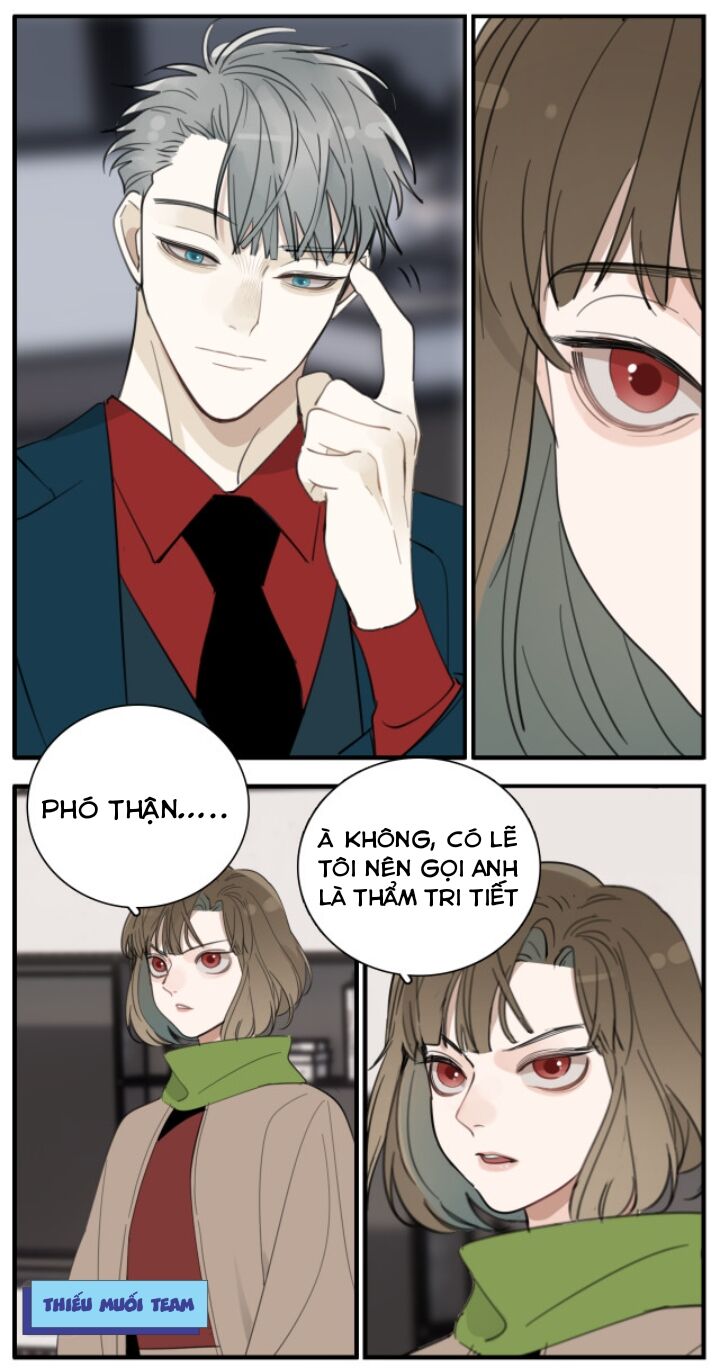 PHÓ THẬN.....
À KHÔNG, CÓ LẼ
TÔI NÊN GỌI ANH
LÀ THẨM TRI TIẾT
THIẾU MUỐI TEAM